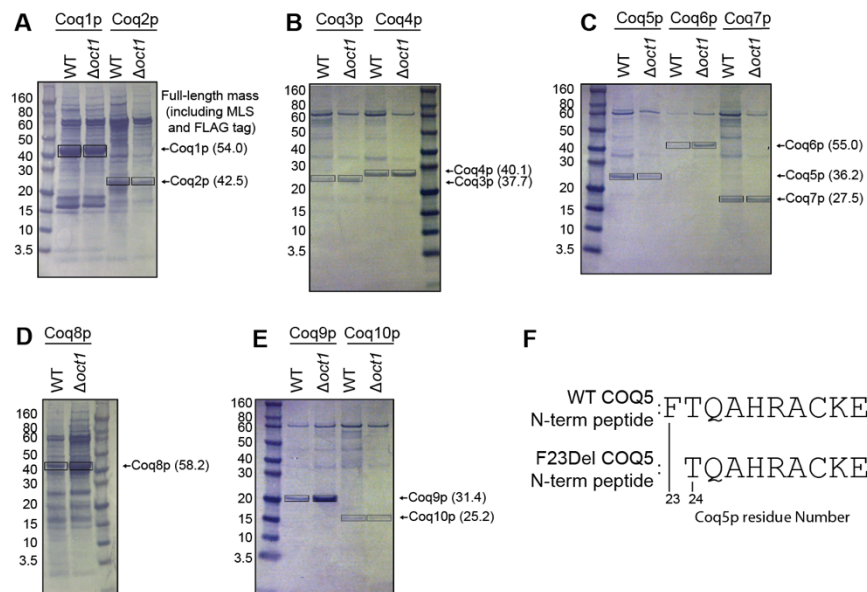 A
Coq1p Coq2p
WT Δoct1 WT Δoct1
160
80
60
50
40
30
20
15
10
3.5
Full-length mass
(including MLS
and FLAG tag)
Coq1p (54.0)
Coq2p (42.5)
B
Coq3p Coq4p
WT Δoct1 WT Δoct1
160
80
60
50
40
30
20
15
10
3.5
Coq4p (40.1)
Coq3p (37.7)
C
Coq5p Coq6p Coq7p
WT Δoct1 WT Δoct1 WT Δoct1
160
80
60
50
40
30
20
15
10
3.5
Coq6p (55.0)
Coq5p (36.2)
Coq7p (27.5)
D
Coq8p
WT Δoct1
160
80
60
50
40
30
20
15
10
3.5
Coq8p (58.2)
E
Coq9p Coq10p
WT Δoct1 WT Δoct1
160
80
60
50
40
30
20
15
10
3.5
Coq9p (31.4)
Coq10p (25.2)
F
WT COQ5
N-term peptide :FTQAHRACKE
F23Del COQ5
N-term peptide : TQAHRACKE
23 24
Coq5p residue Number